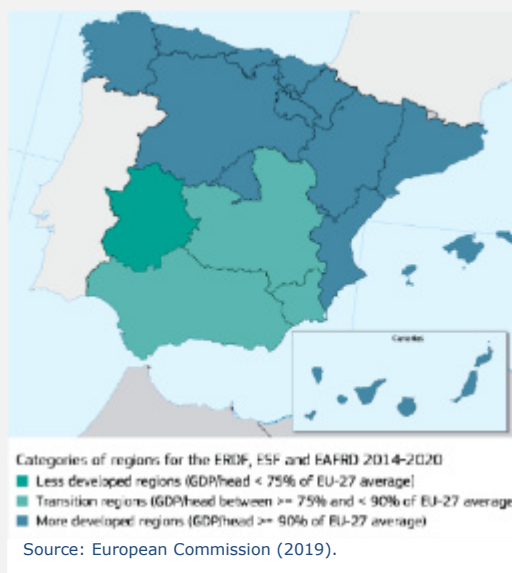 Canarias
Categories of regions for the ERDF, ESF and EAFRD 2014-2020
Less developed regions (GDP/head < 75% of EU-27 average)
Transition regions (GDP/head between >= 75% and < 90% of EU-27 average
More developed regions (GDP/head >= 90% of EU-27 average)
Source: European Commission (2019).